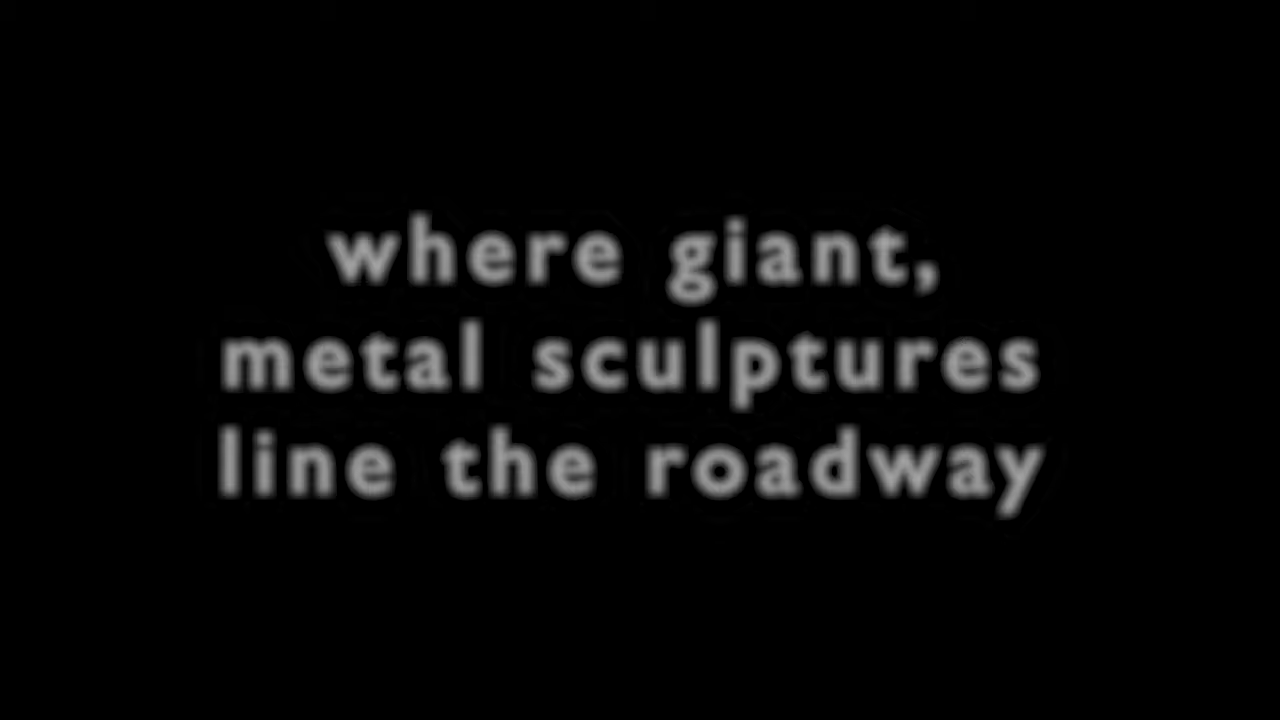 where giant,
metal sculptures
line the roadway